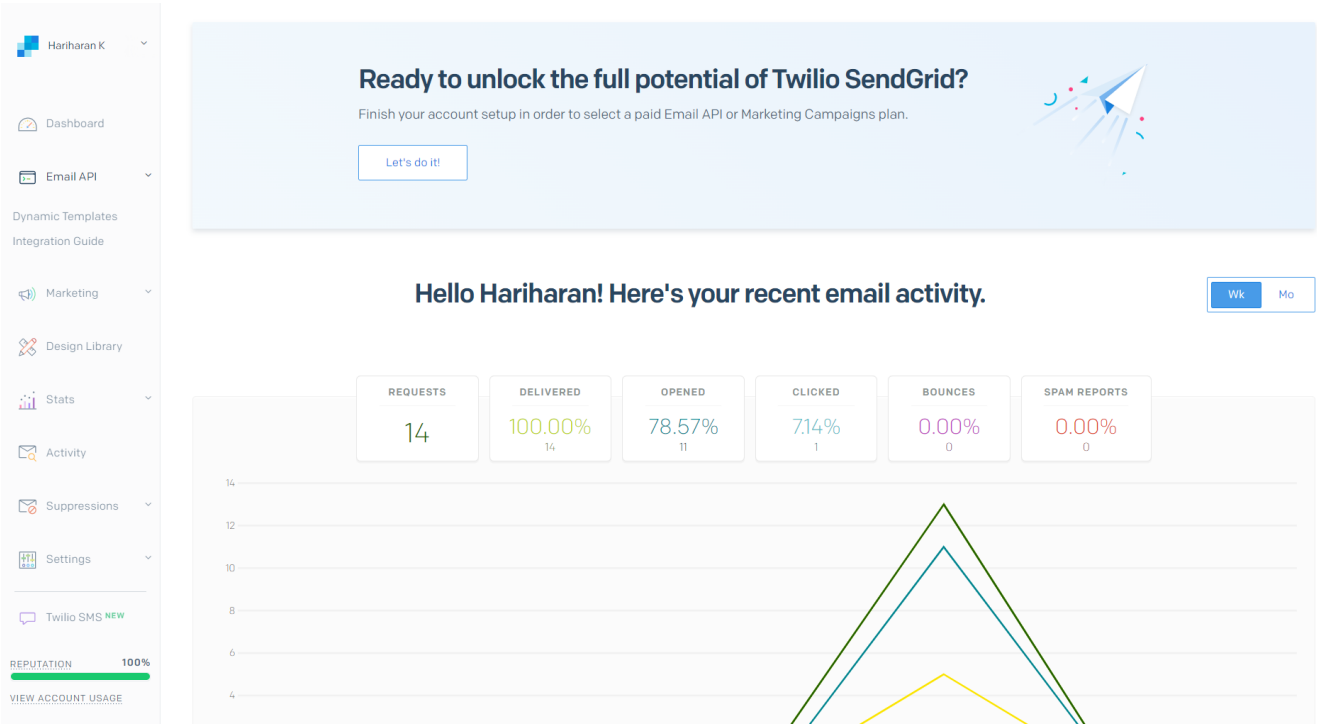 Hariharan K
Dashboard
Email API
Dynamic Templates
Integration Guide
Marketing
Design Library
Stats
Activity
Suppressions
Settings
Twilio SMS NEW
REPUTATION 100%
VIEW ACCOUNT USAGE
Ready to unlock the full potential of Twilio SendGrid?
Finish your account setup in order to select a paid Email API or Marketing Campaigns plan.
Let's do it!
Hello Hariharan! Here's your recent email activity.
Wk Mo
REQUESTS DELIVERED OPENED CLICKED BOUNCES SPAM REPORTS
14 100.00% 78.57% 7.14% 0.00% 0.00%
14 11 1 0 0
14
12
10
8
6
4